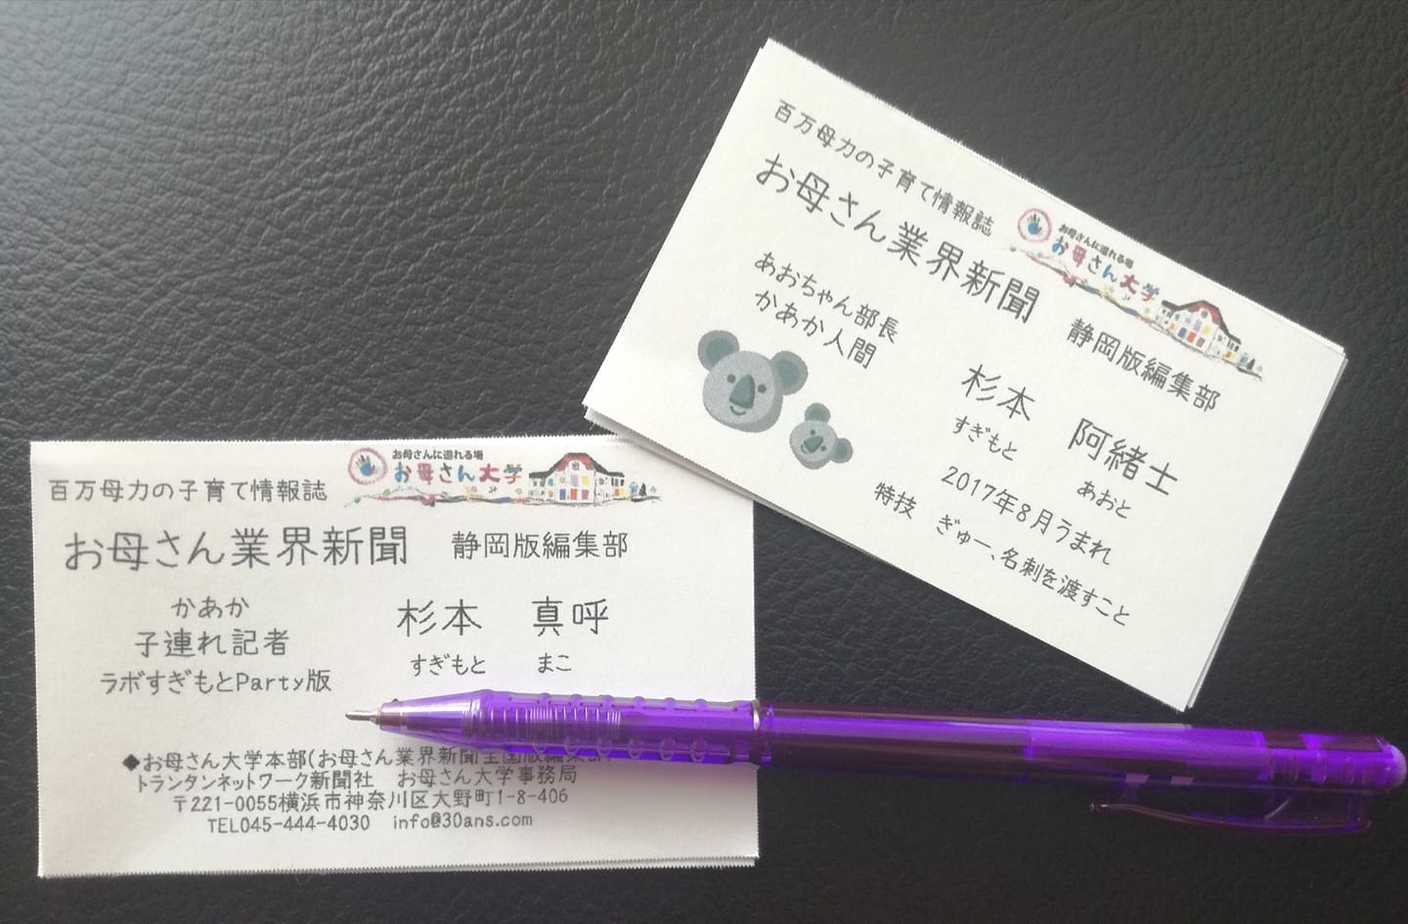 百万母力の子育て情報誌
お母さんに還れる場
お母さん大学
お母さん業界新聞 静岡版編集部
かあか
子連れ記者
ラボすぎもとParty版
杉本 真呼
すぎもと まこ
◆お母さん大学本部(お母さん業界新聞全国版編集部)
トランタンネットワーク新聞社 お母さん大学事務局
〒221-0055横浜市神奈川区大野町1-8-406
TEL045-444-4030 info@30ans.com
百万母力の子育て情報誌
お母さんに還れる場
お母さん大学
お母さん業界新聞 静岡版編集部
あおちゃん部長
かあか人間
杉本 阿緒士
すぎもと あおと
2017年8月うまれ
特技 ぎゅー、名刺を渡すこと